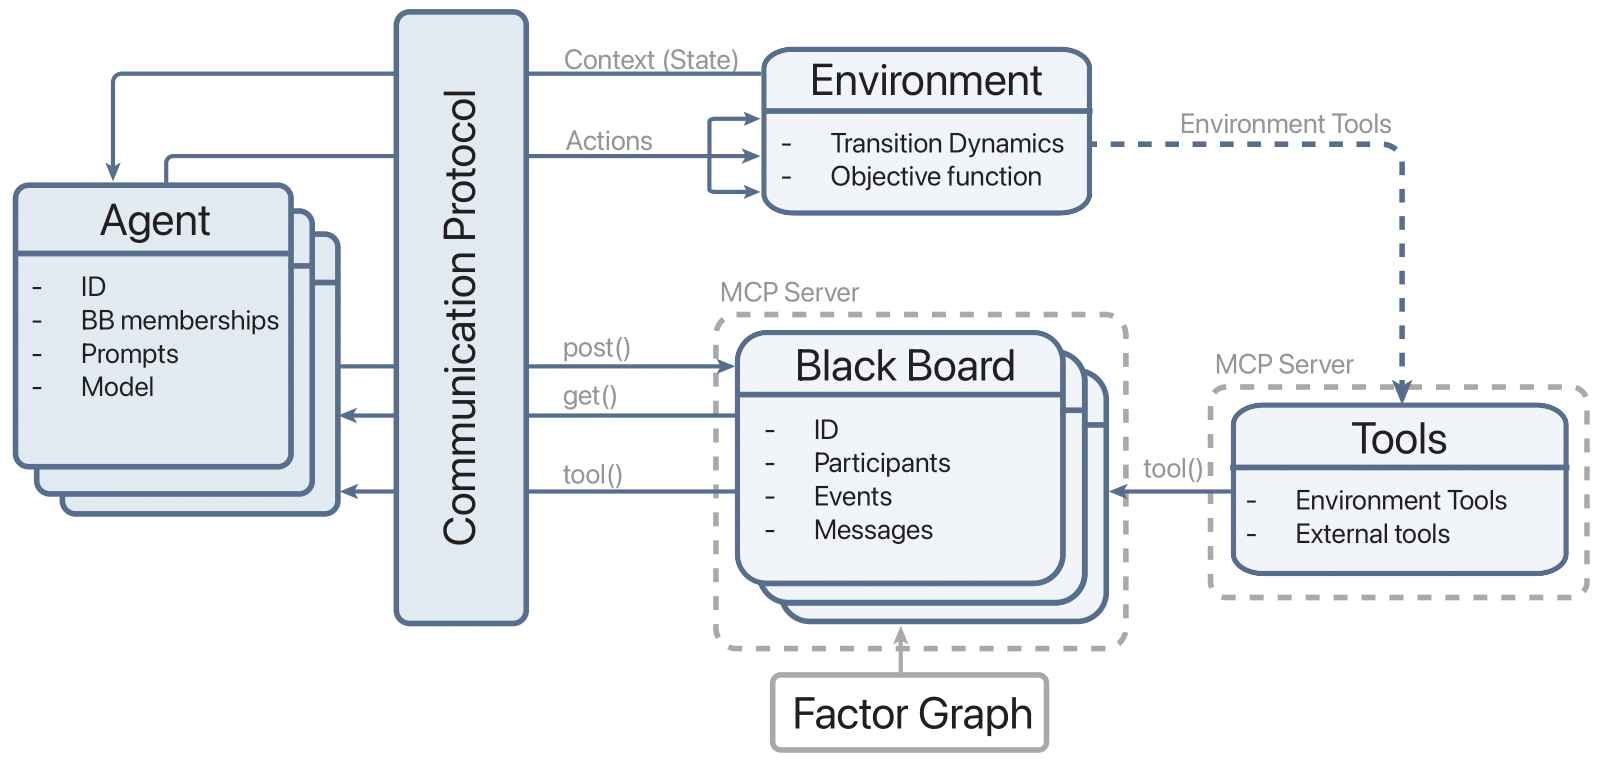 Communication Protocol
Context (State)
Actions
Environment
- Transition Dynamics
- Objective function
Environment Tools
Agent
- ID
- BB memberships
- Prompts
- Model
post()
get()
tool()
MCP Server
Black Board
- ID
- Participants
- Events
- Messages
tool()
MCP Server
Tools
- Environment Tools
- External tools
Factor Graph